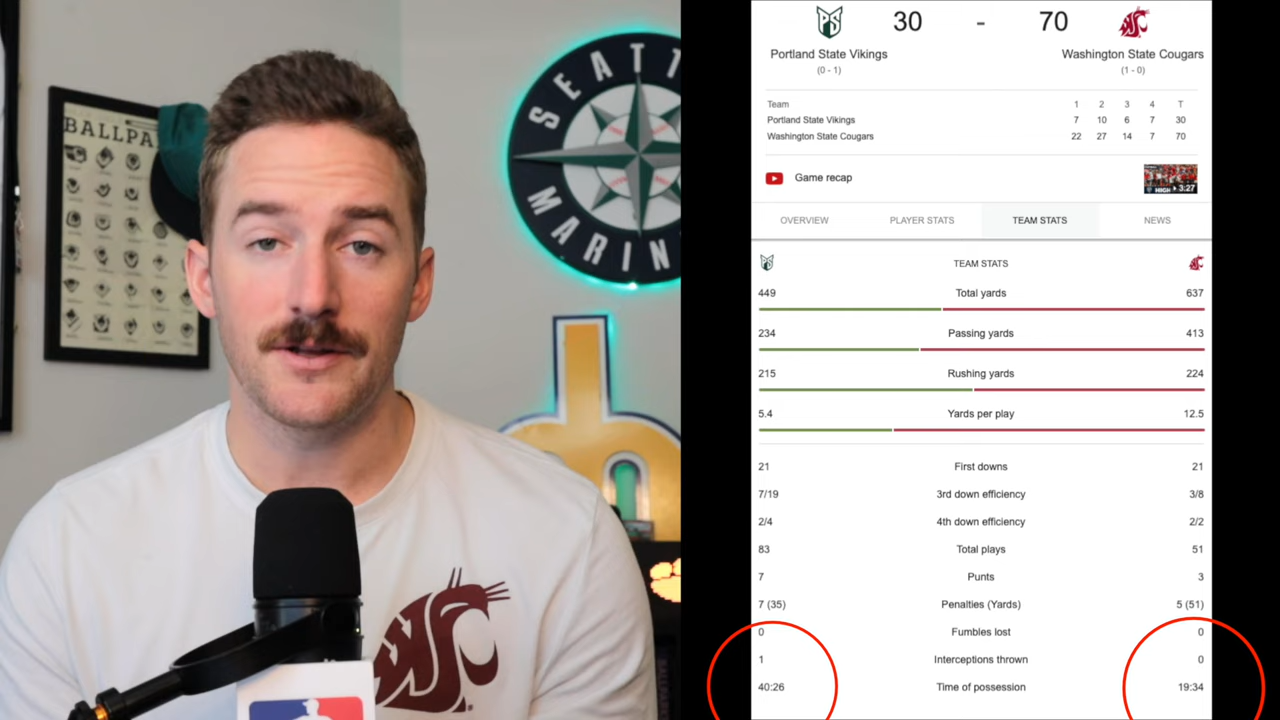 BALLPA
SEATT
MARIN
30 - 70
Portland State Vikings Washington State Cougars
(0 - 1) (1 - 0)
Team 1 2 3 4 T
Portland State Vikings 7 10 6 7 30
Washington State Cougars 22 27 14 7 70
Game recap
HIGH 3:27
OVERVIEW PLAYER STATS TEAM STATS NEWS
TEAM STATS
449 Total yards 637
234 Passing yards 413
215 Rushing yards 224
5.4 Yards per play 12.5
21 First downs 21
7/19 3rd down efficiency 3/8
2/4 4th down efficiency 2/2
83 Total plays 51
7 Punts 3
7 (35) Penalties (Yards) 5 (51)
0 Fumbles lost 0
1 Interceptions thrown 0
40:26 Time of possession 19:34